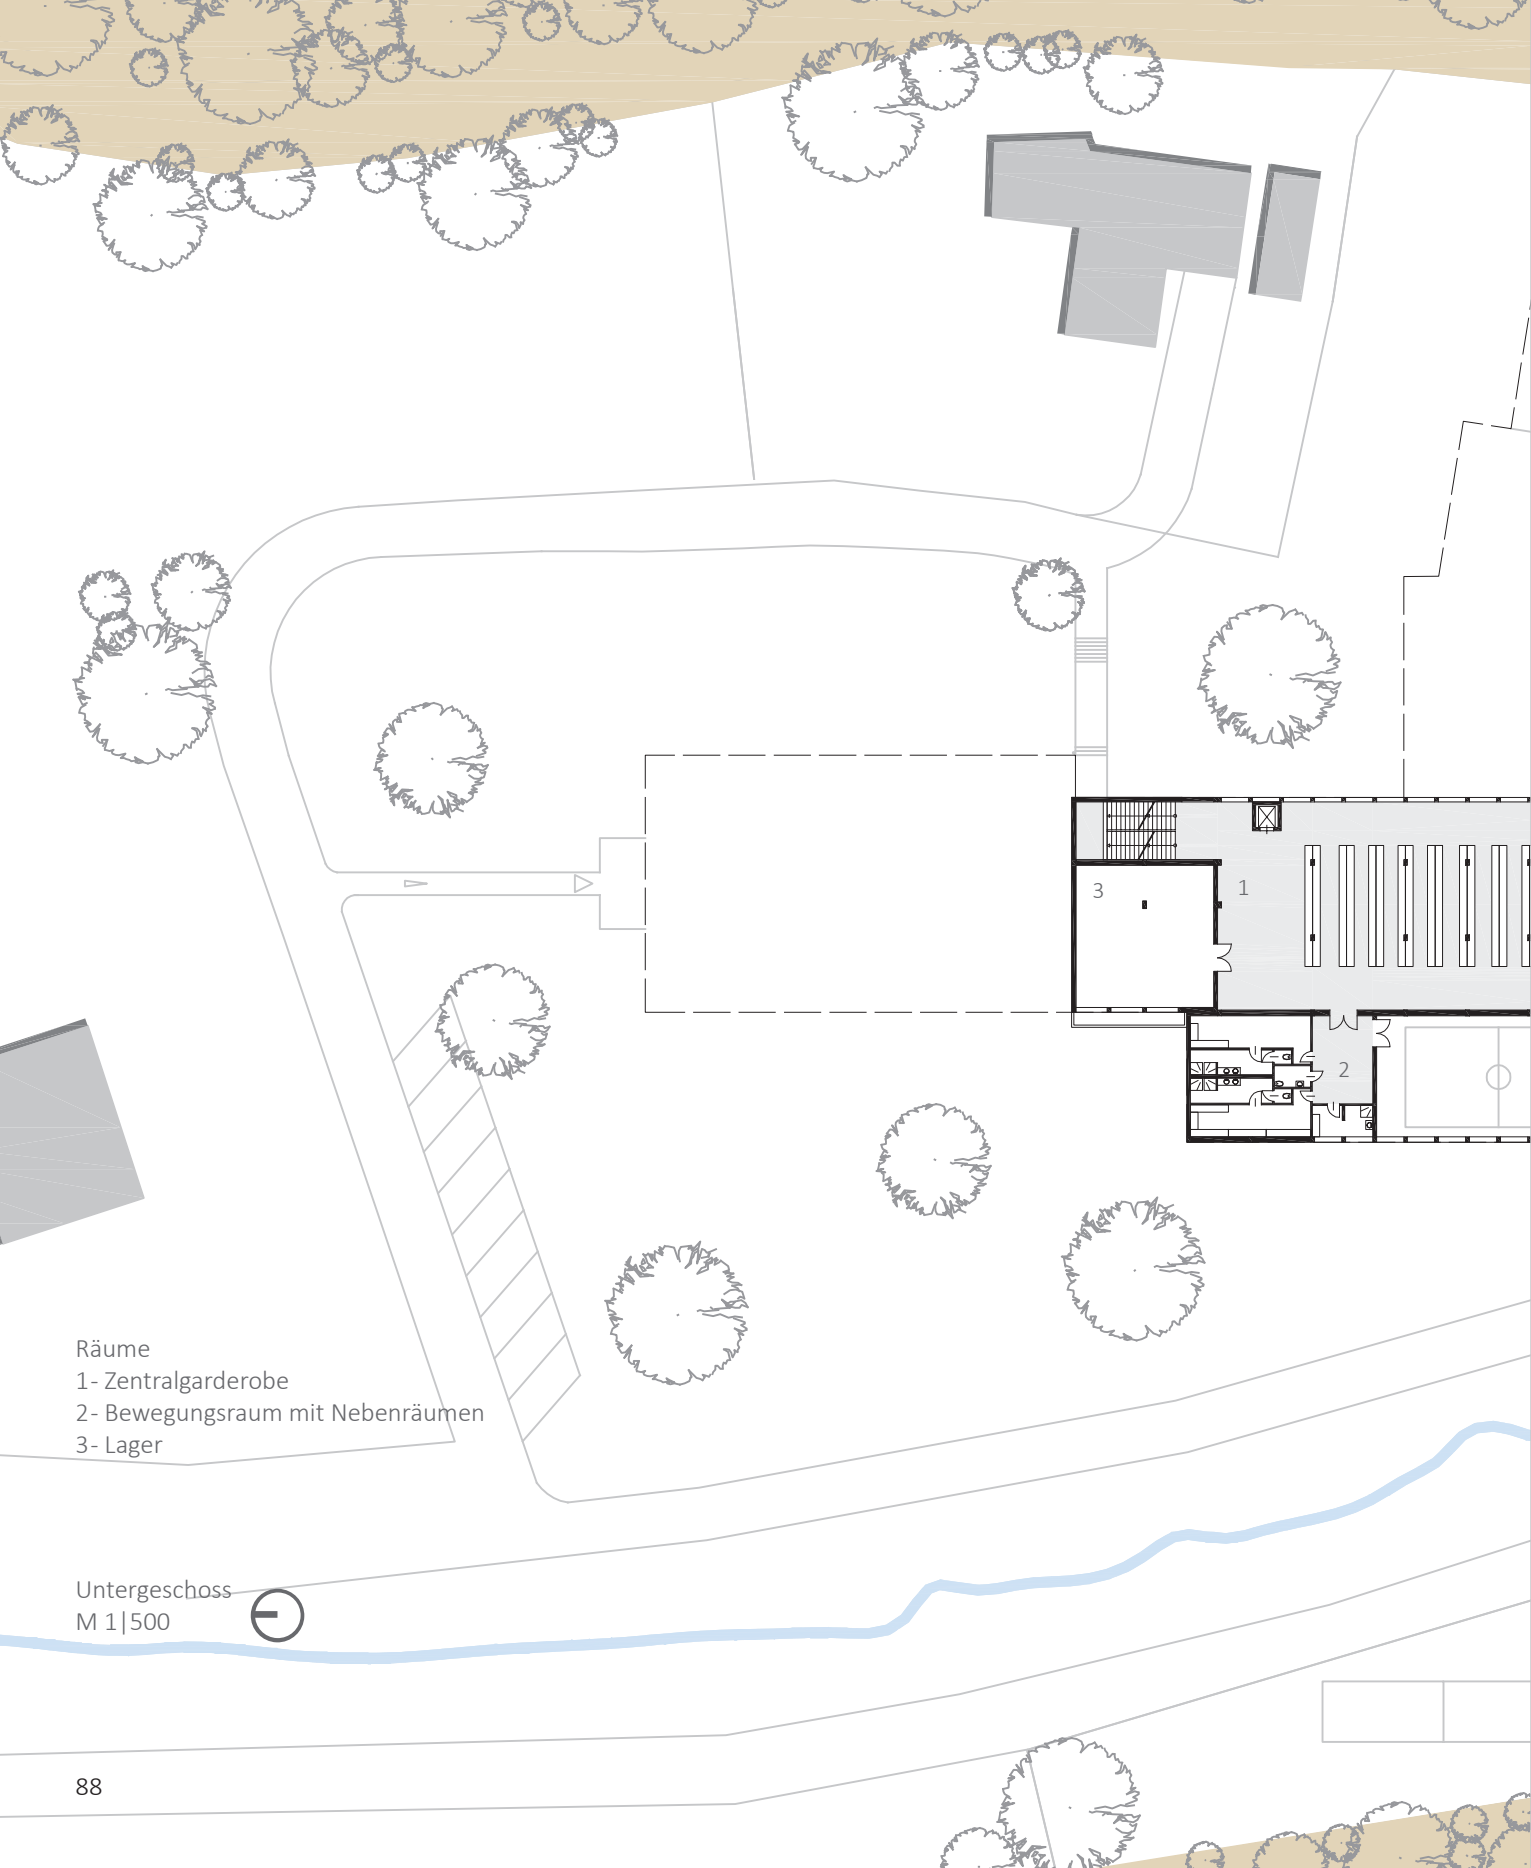 3
1
2
Räume
1- Zentralgarderobe
2- Bewegungsraum mit Nebenräumen
3- Lager
Untergeschoss
M 1|500
88